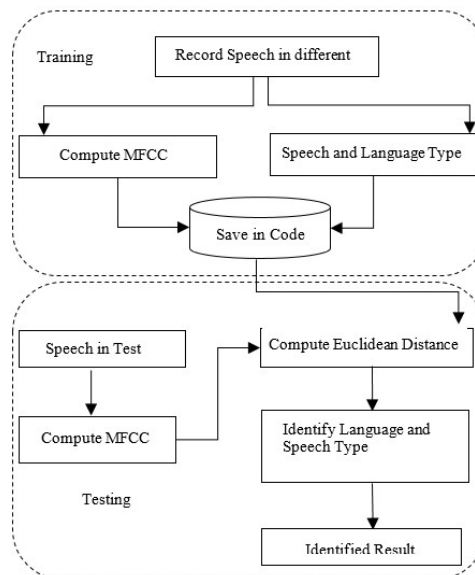 Training
Record Speech in different
Compute MFCC
Speech and Language Type
Save in Code
Speech in Test
Compute Euclidean Distance
Compute MFCC
Identify Language and
Speech Type
Testing
Identified Result